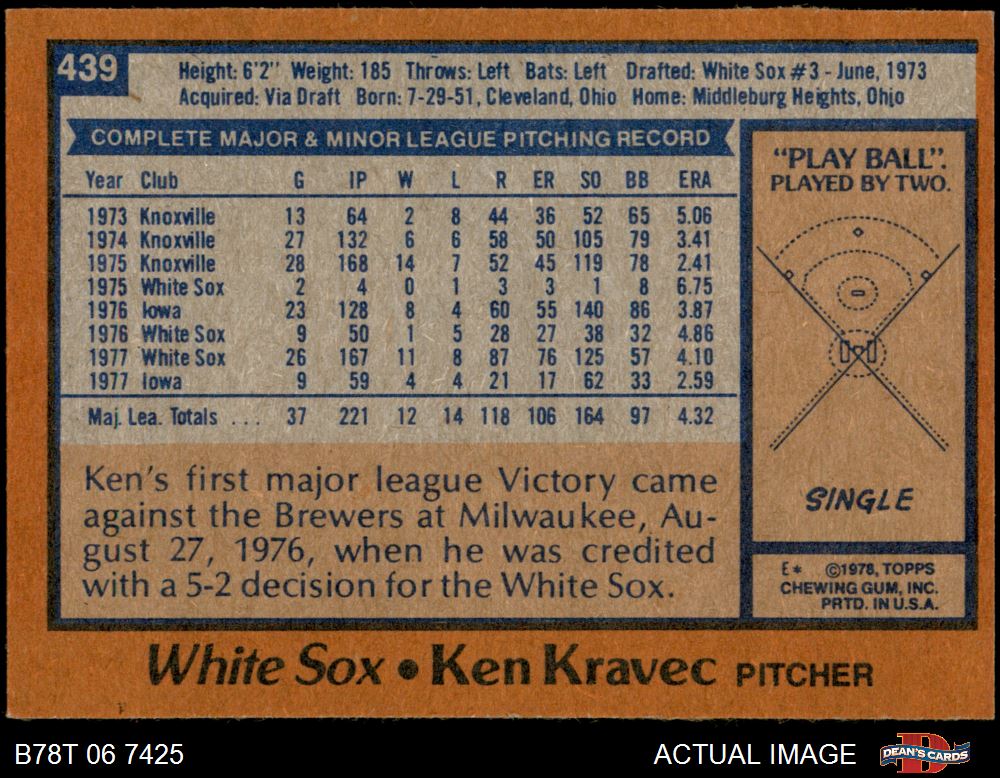 439
Height: 6'2" Weight: 185 Throws: Left Bats: Left Drafted: White Sox #3 - June, 1973
Acquired: Via Draft Born: 7-29-51, Cleveland, Ohio Home: Middleburg Heights, Ohio
COMPLETE MAJOR & MINOR LEAGUE PITCHING RECORD
Year Club G IP W L R ER SO BB ERA
1973 Knoxville 13 64 2 8 44 36 52 65 5.06
1974 Knoxville 27 132 6 6 58 50 105 79 3.41
1975 Knoxville 28 168 14 7 52 45 119 78 2.41
1975 White Sox 2 4 0 1 3 3 1 8 6.75
1976 Iowa 23 128 8 4 60 55 140 86 3.87
1976 White Sox 9 50 1 5 28 27 38 32 4.86
1977 White Sox 26 167 11 8 87 76 125 57 4.10
1977 Iowa 9 59 4 4 21 17 62 33 2.59
Maj. Lea. Totals ... 37 221 12 14 118 106 164 97 4.32
Ken's first major league Victory came
against the Brewers at Milwaukee, Au-
gust 27, 1976, when he was credited
with a 5-2 decision for the White Sox.
"PLAY BALL".
PLAYED BY TWO.
SINGLE
E* ©1978, TOPPS
CHEWING GUM, INC.
PRTD. IN U.S.A.
White Sox • Ken Kravec PITCHER
B78T 06 7425
ACTUAL IMAGE
DEAN'S CARDS